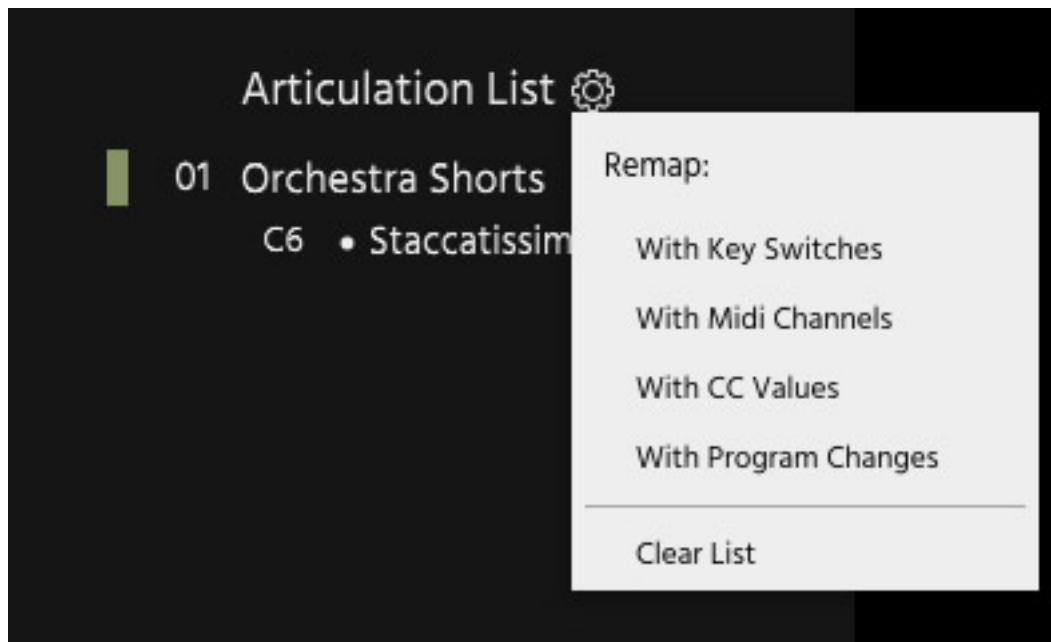 Articulation List
01 Orchestra Shorts
C6 • Staccatissim
Remap:
With Key Switches
With Midi Channels
With CC Values
With Program Changes
Clear List